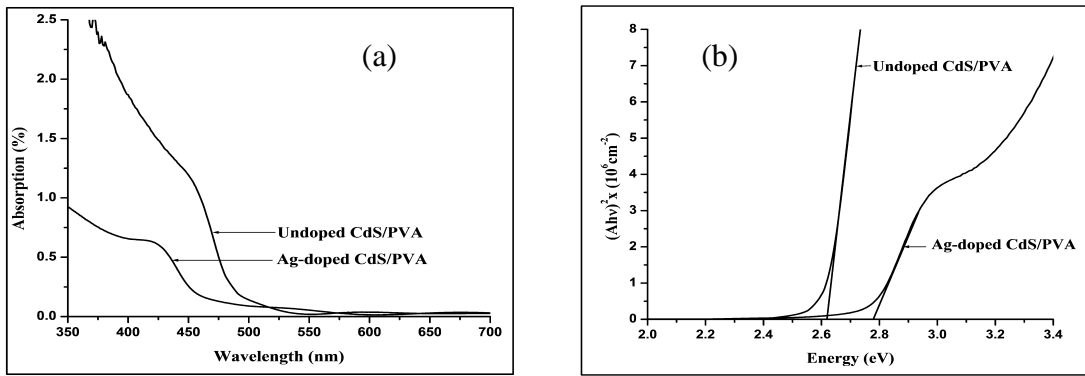 (a)
Absorption (%)
2.5
2.0
1.5
1.0
0.5
0.0
Undoped CdS/PVA
Ag-doped CdS/PVA
350 400 450 500 550 600 650 700
Wavelength (nm)
(b)
(Ahν)²x (10⁶cm⁻²)
8
7
6
5
4
3
2
1
0
Undoped CdS/PVA
Ag-doped CdS/PVA
2.0 2.2 2.4 2.6 2.8 3.0 3.2 3.4
Energy (eV)